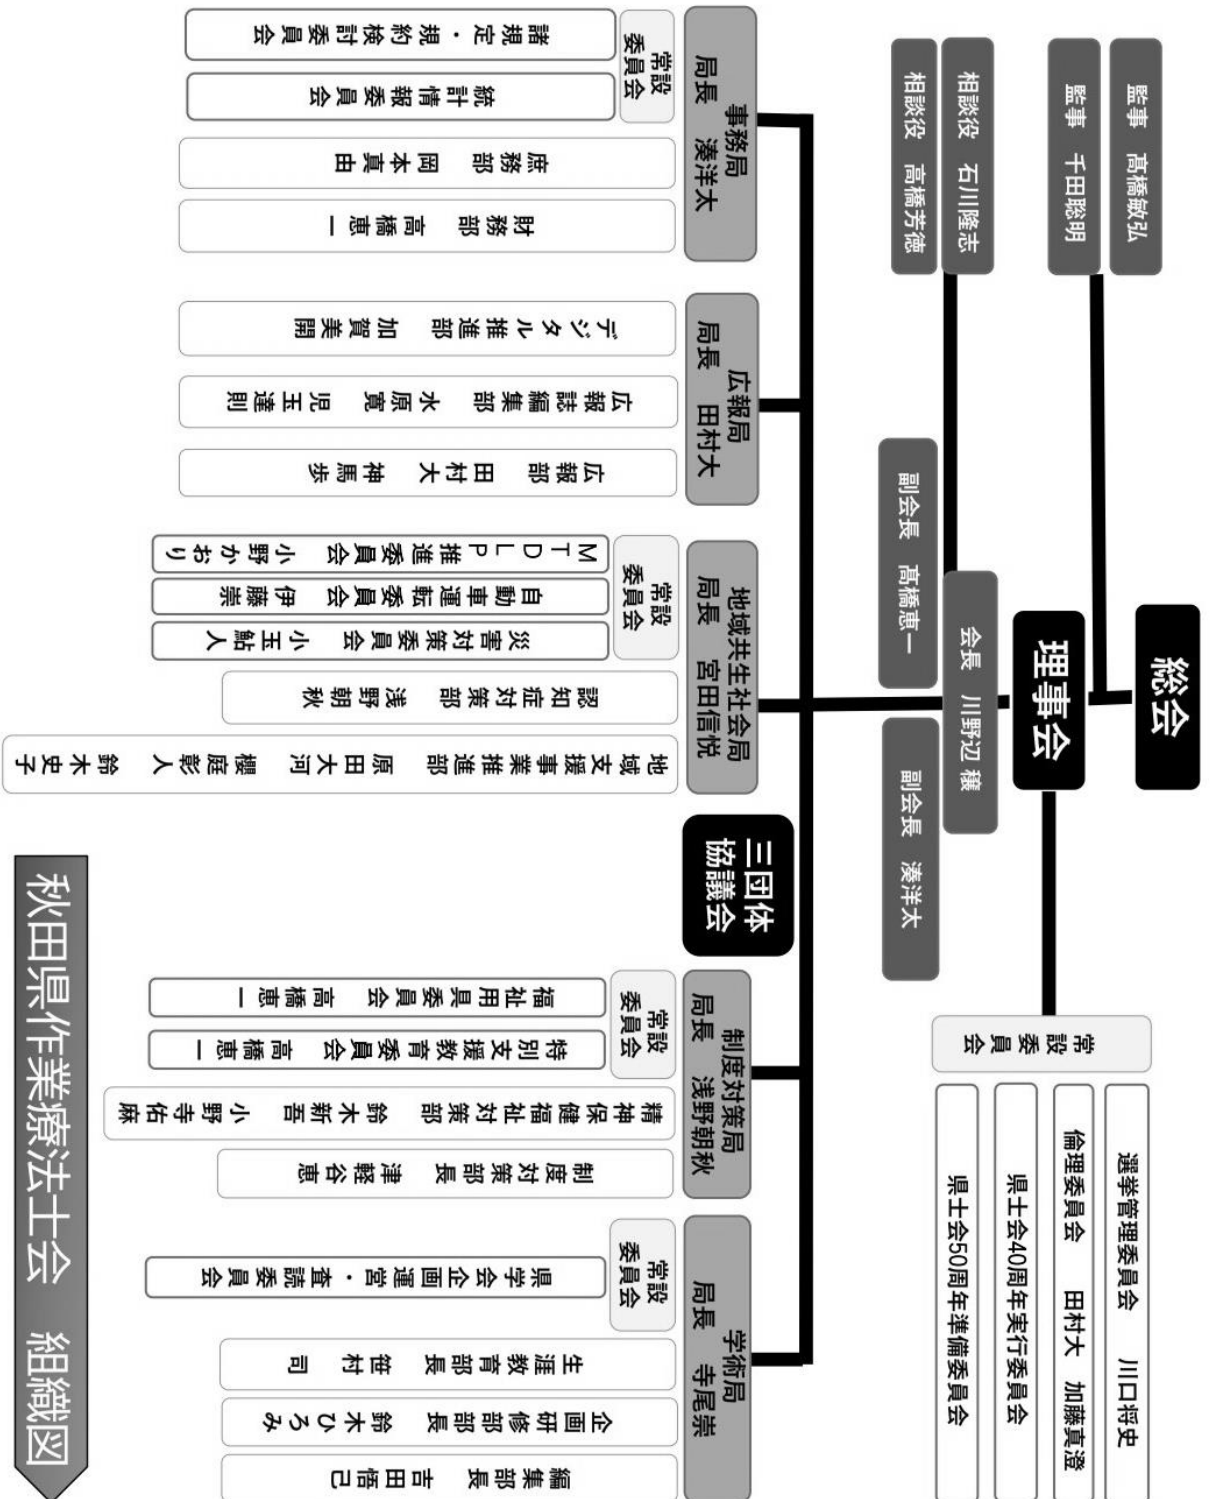 秋田県作業療法士会 組織図
総会
監事 髙橋敏弘
監事 千田聡明
理事会
相談役 石川隆志
相談役 高橋芳徳
会長 川野辺 穣
副会長 髙橋恵一
副会長 湊洋太
常設委員会
選挙管理委員会 川口将史
倫理委員会 田村大 加藤真澄
県士会40周年実行委員会
県士会50周年準備委員会
三団体
協議会
事務局
局長 湊洋太
常設
委員会
諸規定・規約検討委員会
統計情報委員会
庶務部 岡本真由
財務部 高橋恵一
広報局
局長 田村大
デジタル推進部 加賀美開
広報誌編集部 水原寛 児玉達則
広報部 田村大 神馬歩
地域共生社会局
局長 宮田信悦
常設
委員会
MTDLP推進委員会 小野かおり
自動車運転委員会 伊藤崇
災害対策委員会 小玉鮎人
認知症対策部 浅野朝秋
地域支援事業推進部 原田大河 櫻庭彰人 鈴木史子
制度対策局
局長 浅野朝秋
常設
委員会
福祉用具委員会 高橋恵一
特別支援教育委員会 高橋恵一
精神保健福祉対策部 鈴木新吾 小野寺佑麻
制度対策部長 津軽谷恵
学術局
局長 寺尾崇
常設
委員会
県学会企画運営・査読委員会
生涯教育部長 笹村 司
企画研修部部長 鈴木ひろみ
編集部長 吉田悟己